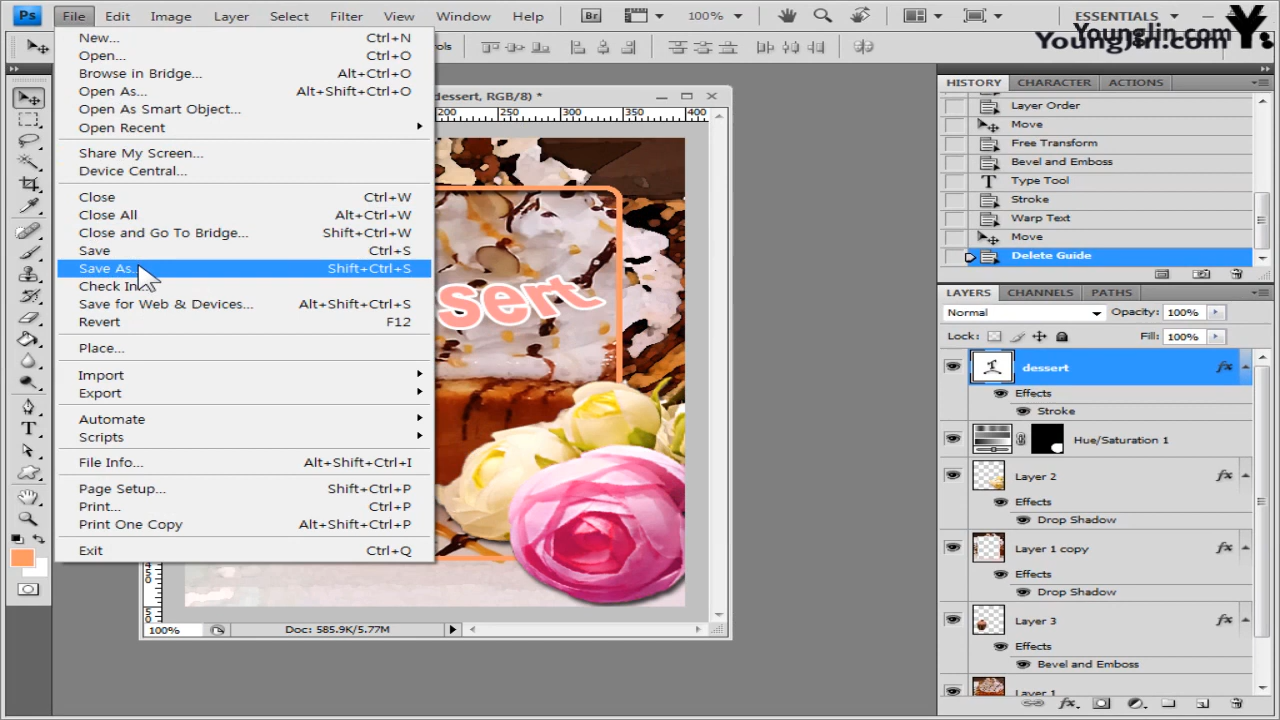 Ps File Edit Image Layer Select Filter View Window Help Br 100% ESSENTIALS
YoungJin.com
YoungJin.com
New... Ctrl+N
Open... Ctrl+O
Browse in Bridge... Alt+Ctrl+O
Open As... Alt+Shift+Ctrl+O
Open As Smart Object...
Open Recent
Share My Screen...
Device Central...
Close Ctrl+W
Close All Alt+Ctrl+W
Close and Go To Bridge... Shift+Ctrl+W
Save Ctrl+S
Save As... Shift+Ctrl+S
Check In...
Save for Web & Devices... Alt+Shift+Ctrl+S
Revert F12
Place...
Import
Export
Automate
Scripts
File Info... Alt+Shift+Ctrl+I
Page Setup... Shift+Ctrl+P
Print... Ctrl+P
Print One Copy Alt+Shift+Ctrl+P
Exit Ctrl+Q
dessert, RGB/8) *
200 250 300 350 400
sert
100% Doc: 585.9K/5.77M
HISTORY CHARACTER ACTIONS
Layer Order
Move
Free Transform
Bevel and Emboss
Type Tool
Stroke
Warp Text
Move
Delete Guide
LAYERS CHANNELS PATHS
Normal Opacity: 100%
Lock: Fill: 100%
dessert fx
Effects
Stroke
Hue/Saturation 1
Layer 2 fx
Effects
Drop Shadow
Layer 1 copy fx
Effects
Drop Shadow
Layer 3 fx
Effects
Bevel and Emboss
Layer 1